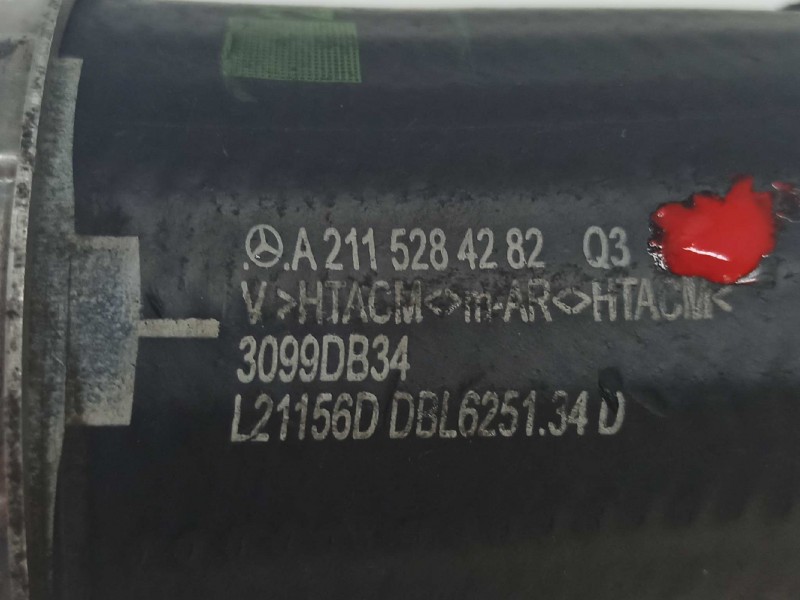 .A 211 528 42 82 Q3
V >HTACM<>m-AR<>HTACM<
3099DB34
L21156D DBL6251.34 D